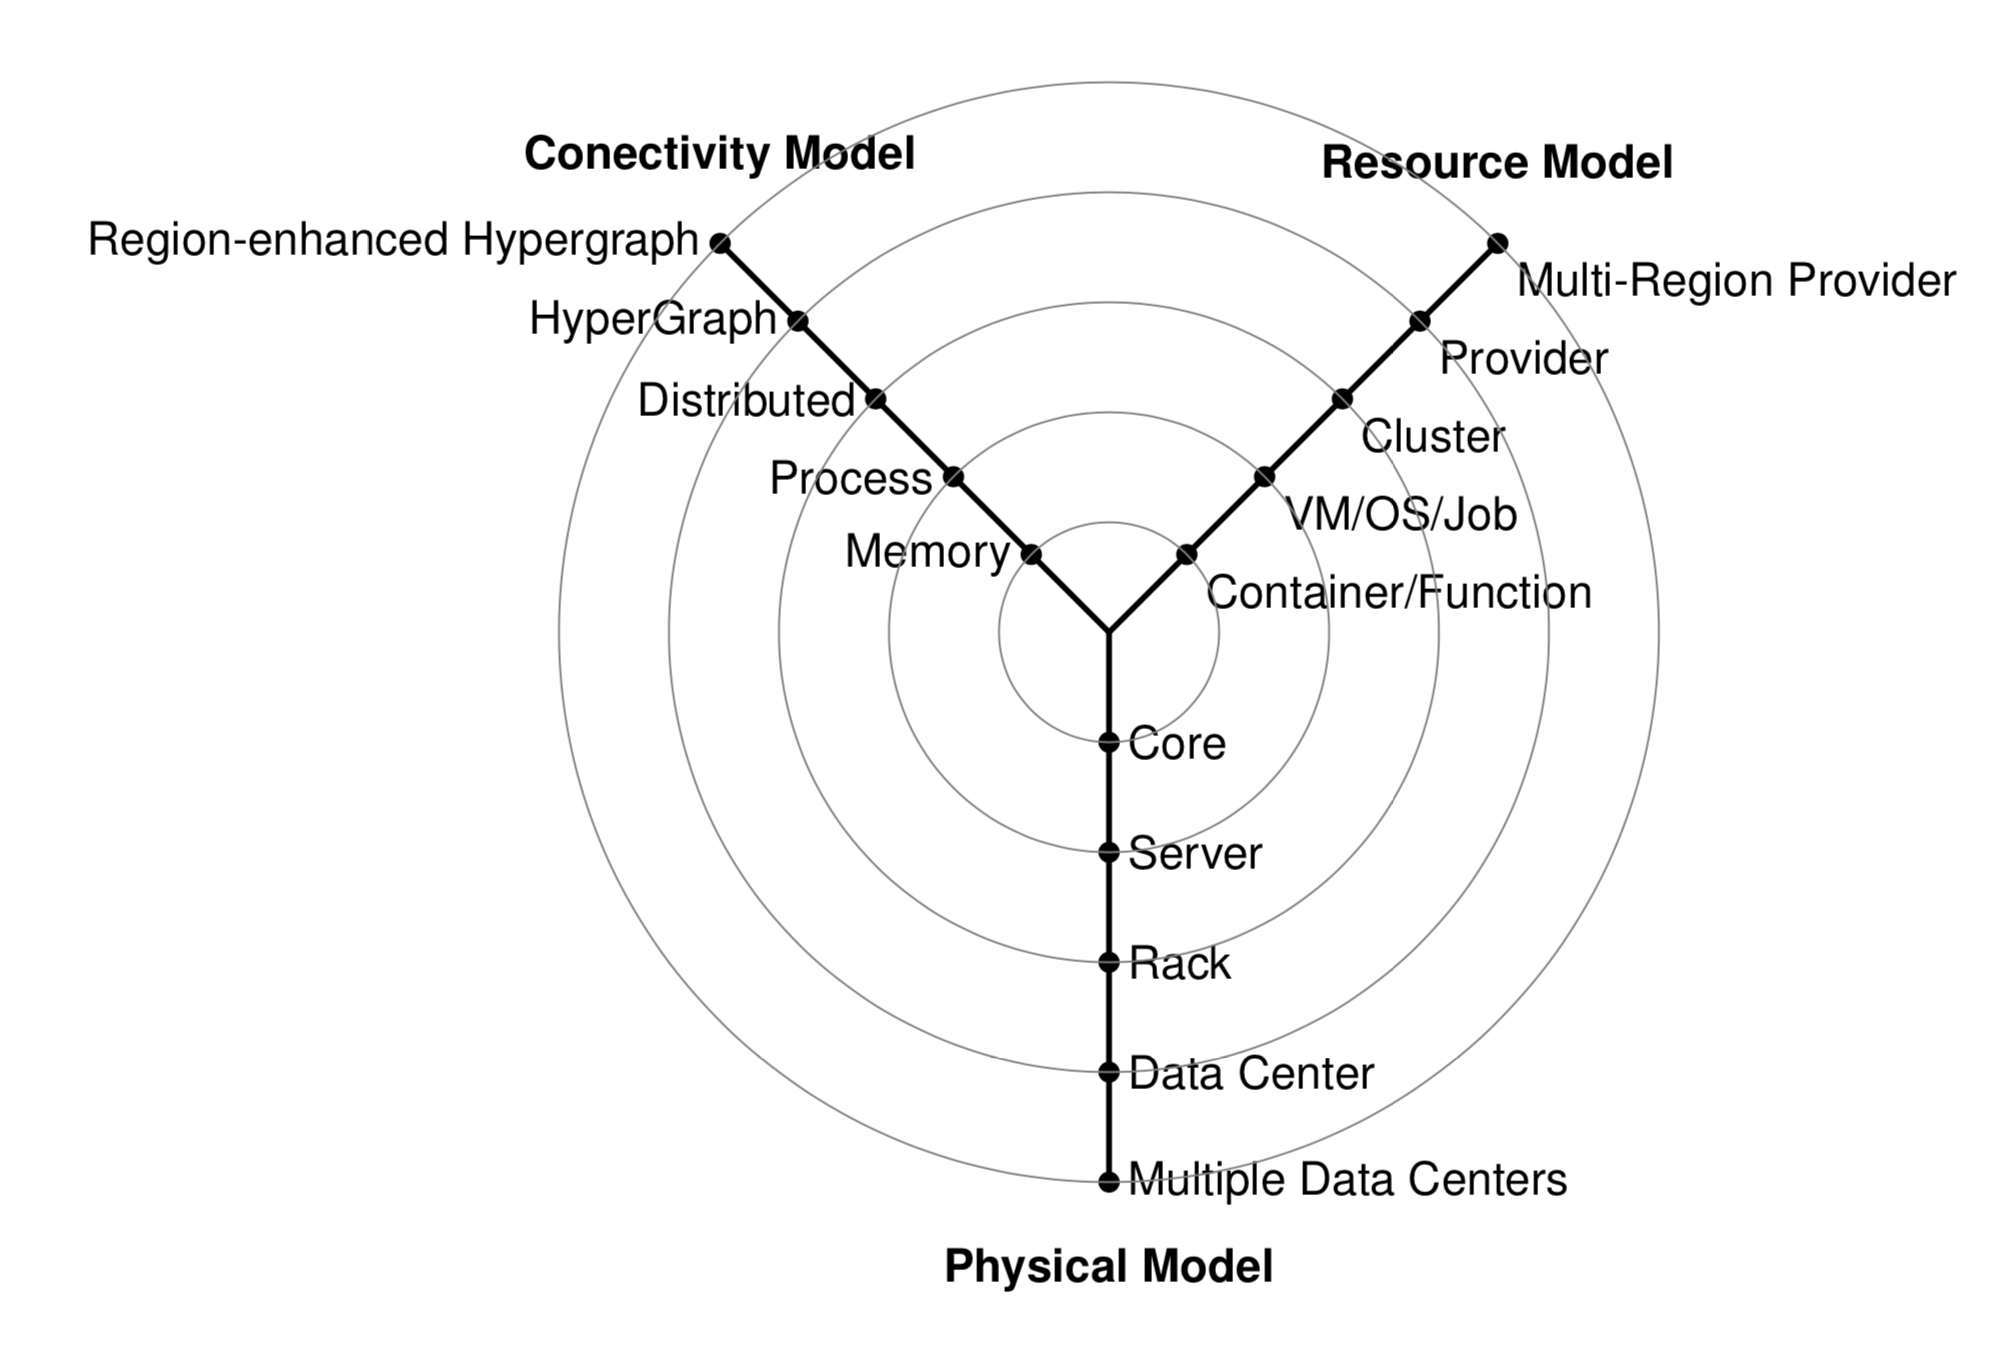 Conectivity Model
Resource Model
Region-enhanced Hypergraph
Multi-Region Provider
HyperGraph
Provider
Distributed
Cluster
Process
VM/OS/Job
Memory
Container/Function
Core
Server
Rack
Data Center
Multiple Data Centers
Physical Model